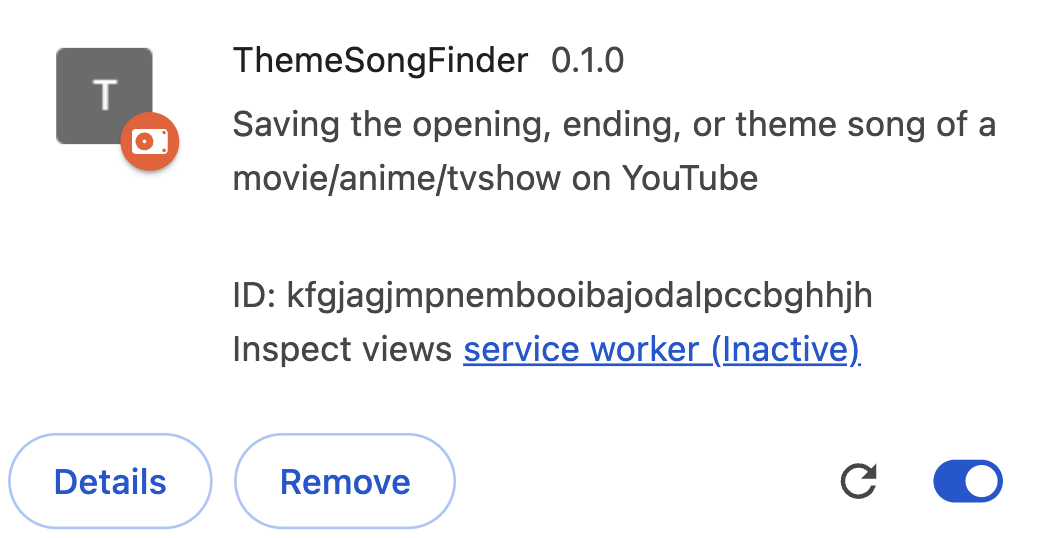 T
ThemeSongFinder 0.1.0
Saving the opening, ending, or theme song of a
movie/anime/tvshow on YouTube
ID: kfgjagjmpnembooibajodalpccbghhjh
Inspect views service worker (Inactive)
Details Remove